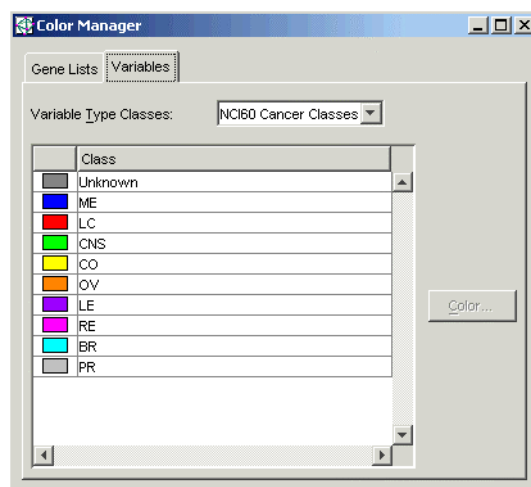 Color Manager
Gene Lists Variables
Variable Type Classes: NCI60 Cancer Classes
Class
Unknown
ME
LC
CNS
CO
OV
LE
RE
BR
PR
Color...